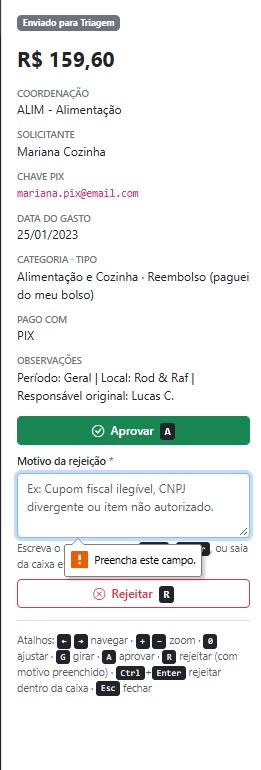 Enviado para Triagem
R$ 159,60
COORDENAÇÃO
ALIM - Alimentação
SOLICITANTE
Mariana Cozinha
CHAVE PIX
mariana.pix@email.com
DATA DO GASTO
25/01/2023
CATEGORIA · TIPO
Alimentação e Cozinha · Reembolso (paguei
do meu bolso)
PAGO COM
PIX
OBSERVAÇÕES
Período: Geral | Local: Rod & Raf |
Responsável original: Lucas C.
Aprovar A
Motivo da rejeição *
Ex: Cupom fiscal ilegível, CNPJ
divergente ou item não autorizado.
Escreva o , ou saia
da caixa e
Preencha este campo.
Rejeitar R
Atalhos: ← → navegar · + − zoom · 0
ajustar · G girar · A aprovar · R rejeitar (com
motivo preenchido) · Ctrl+Enter rejeitar
dentro da caixa · Esc fechar